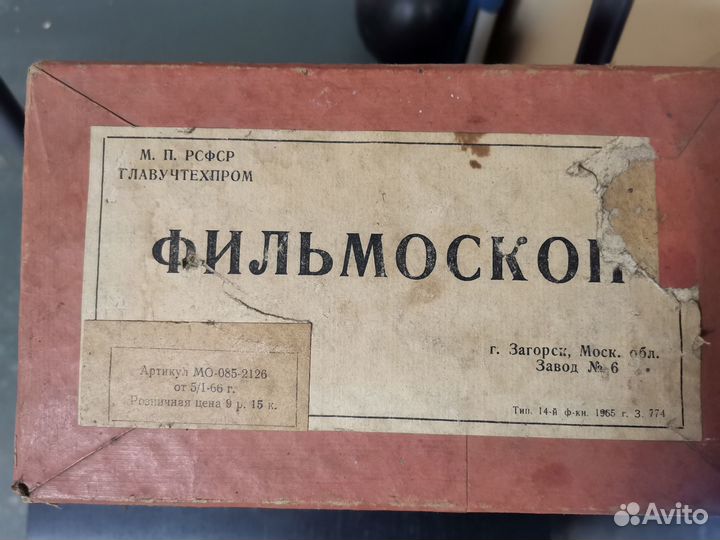 М. П. РСФСР
ГЛАВУЧТЕХПРОМ
ФИЛЬМОСКОП
г. Загорск, Моск. обл.
Завод № 6
Артикул МО-085-2126
от 5/I-66 г.
Розничная цена 9 р. 15 к.
Тип. 14-й ф-ки. 1965 г. З. 774
Avito